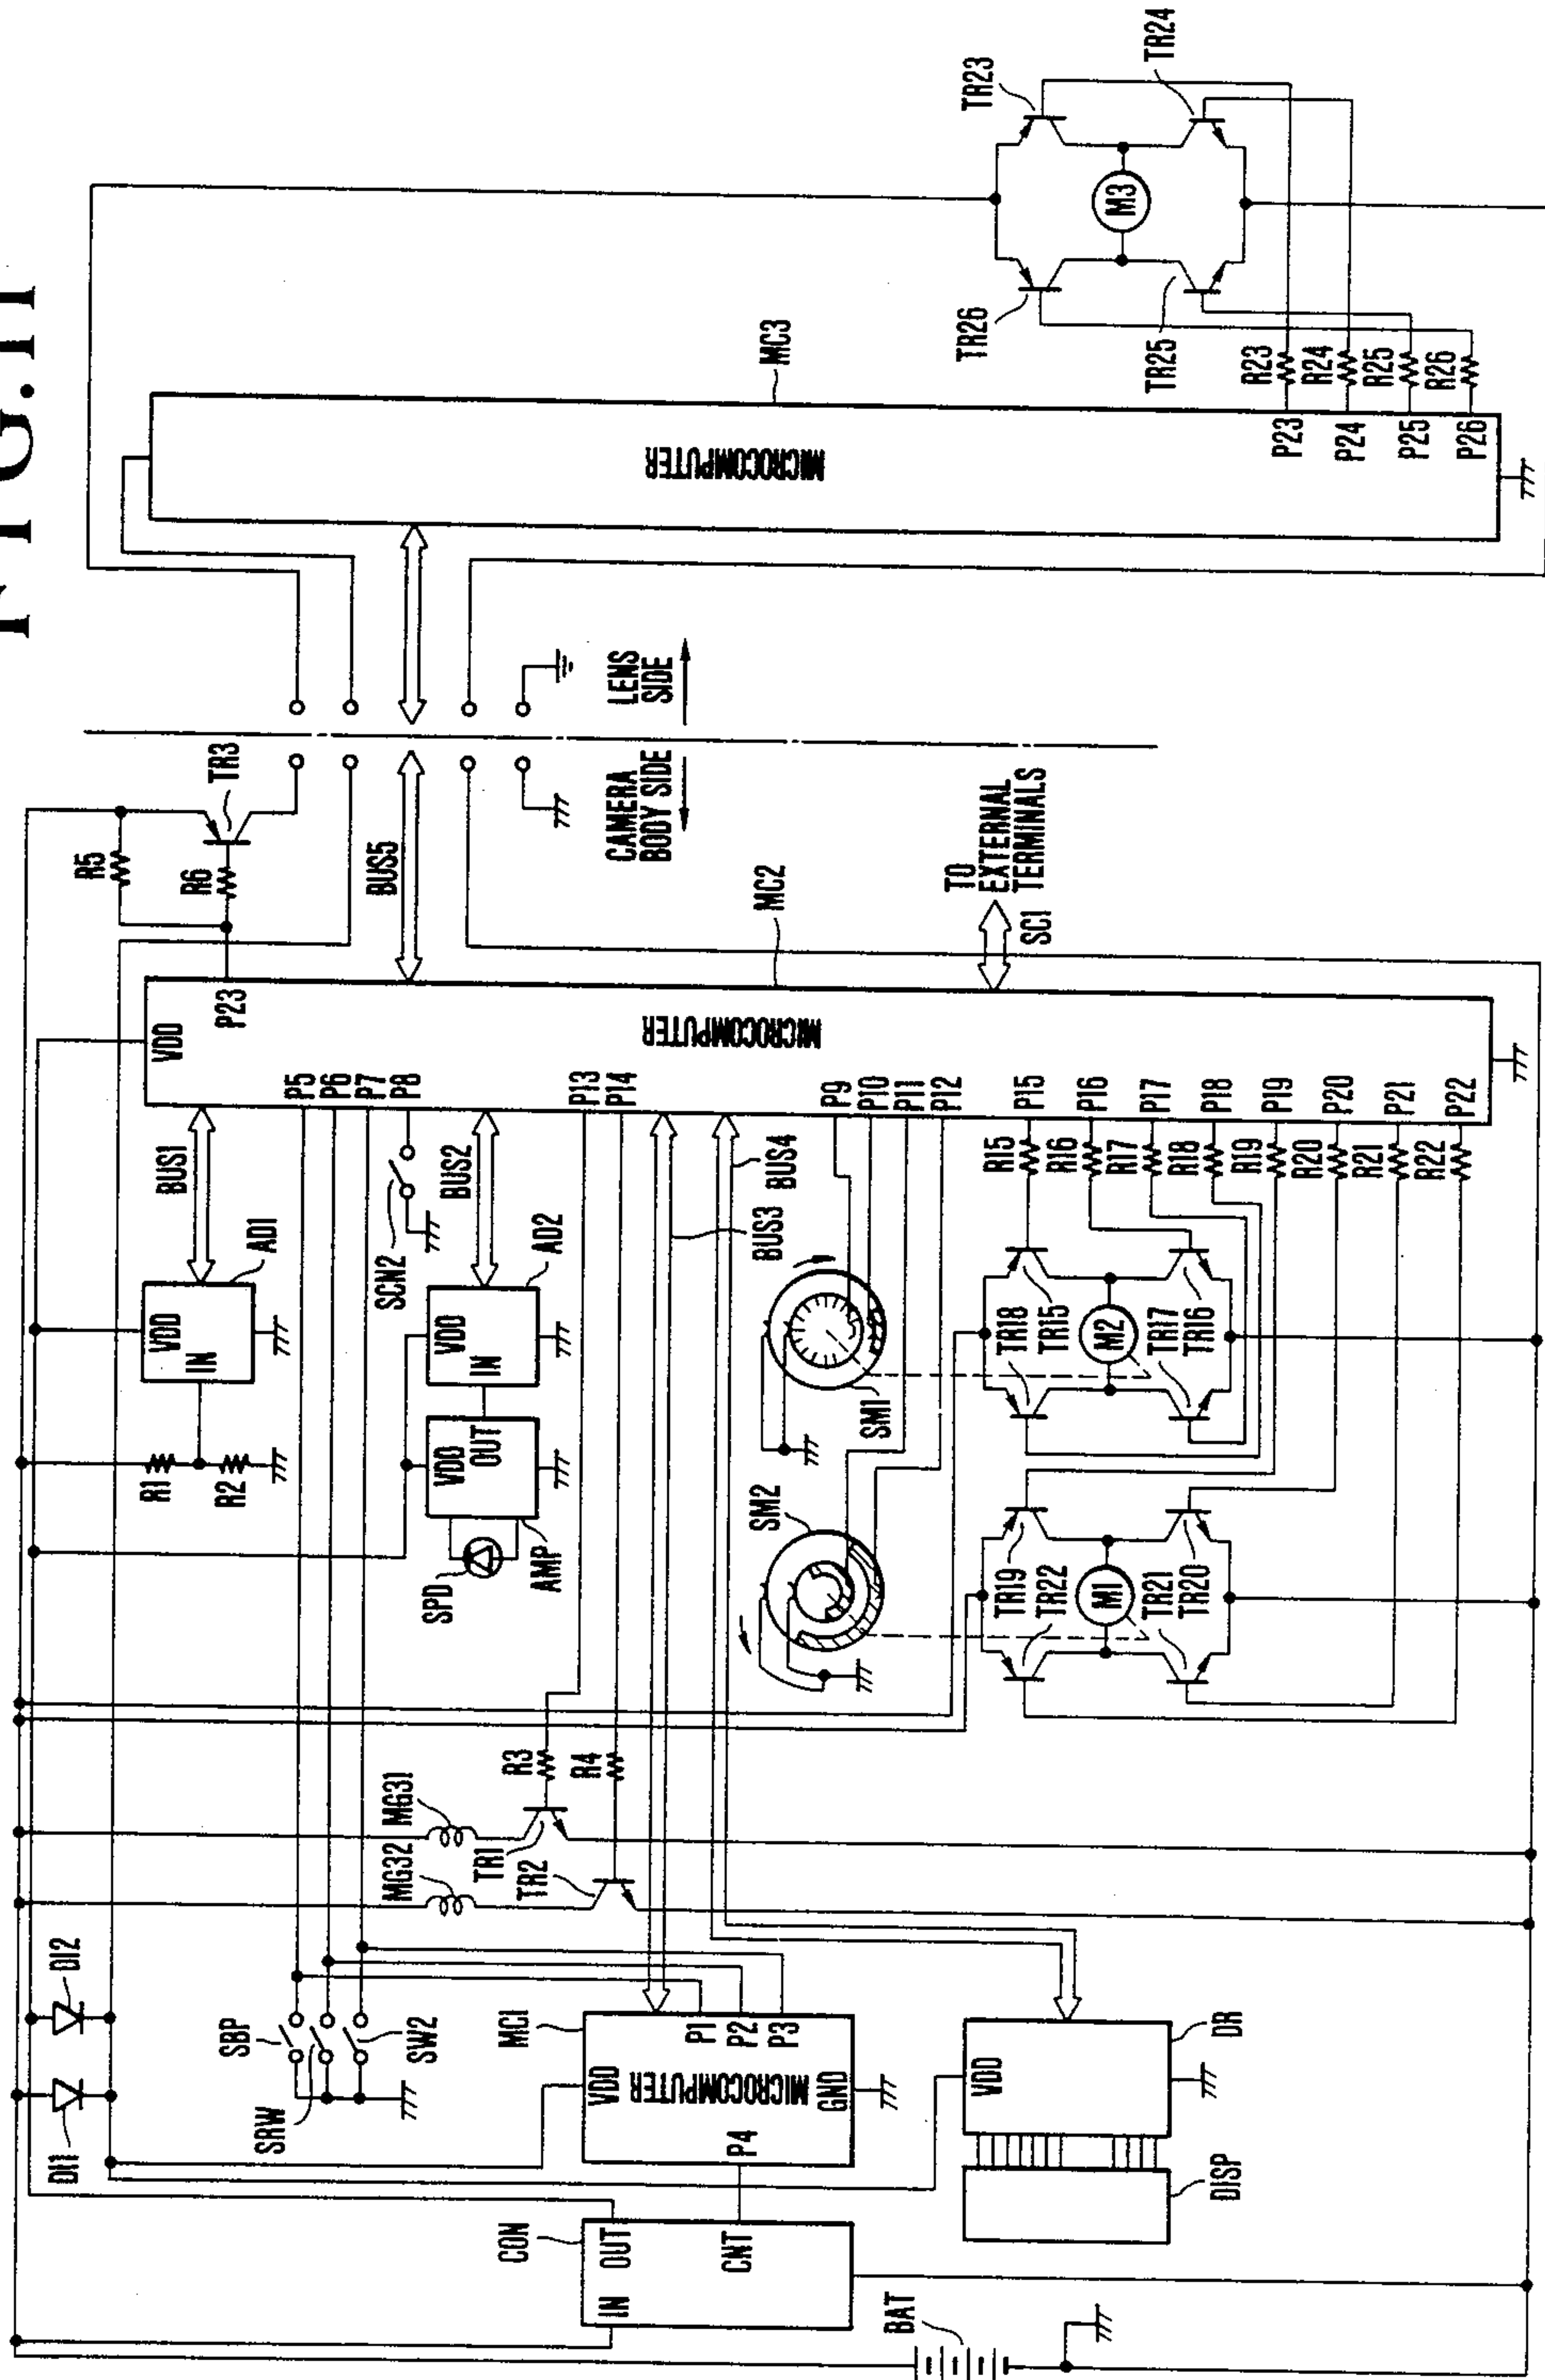 FIG.11
DI1
DI2
CON
IN
OUT
CNT
BAT
SBP
SRW
SW2
MC1
VDD
P4
MICROCOMPUTER
P1
P2
P3
GND
DR
VDD
DISP
MG32
MG31
TR1
TR2
R3
R4
R1
R2
VDD
IN
AD1
BUS1
SPD
AMP
VDD
OUT
VDD
IN
AD2
BUS2
SCN2
BUS3
BUS4
SM2
SM1
TR19
TR22
M1
TR21
TR20
TR18
TR15
M2
TR17
TR16
R15
R16
R17
R18
R19
R20
R21
R22
VDD
P23
P5
P6
P7
P8
P13
P14
P9
P10
P11
P12
P15
P16
P17
P18
P19
P20
P21
P22
MICROCOMPUTER
MC2
R5
R6
TR3
BUS5
CAMERA
BODY SIDE
LENS
SIDE
TO
EXTERNAL
TERMINALS
SC1
MC3
MICROCOMPUTER
P23
P24
P25
P26
R23
R24
R25
R26
TR26
TR25
M3
TR23
TR24